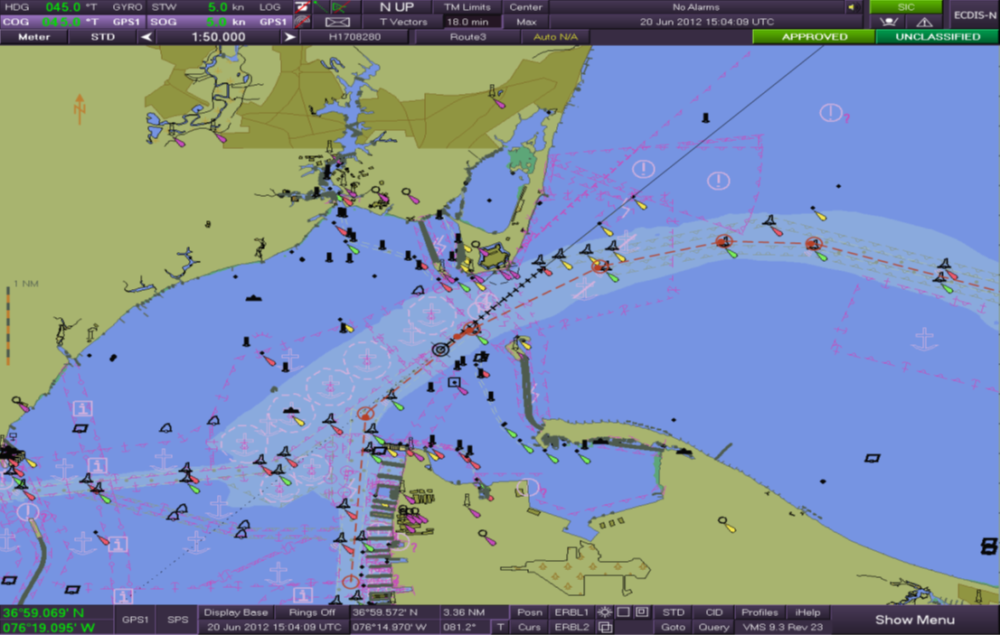 HDG 045.0 °T GYRO STW 5.0 kn LOG N UP TM Limits Center No Alarms SIC
COG 045.0 °T GPS1 SOG 5.0 kn GPS1 T Vectors 18.0 min Max 20 Jun 2012 15:04:09 UTC ECDIS-N
Meter STD 1:50.000 H1708280 Route3 Auto N/A APPROVED UNCLASSIFIED
N
?
1 NM
i
i
?
?
i
?
i
i
36°59.069' N GPS1 SPS Display Base Rings Off 36°59.572' N 3.36 NM Posn ERBL1 STD CID Profiles iHelp Show Menu
076°19.095' W 20 Jun 2012 15:04:09 UTC 076°14.970' W 081.2° T Curs ERBL2 Goto Query VMS 9.3 Rev 23